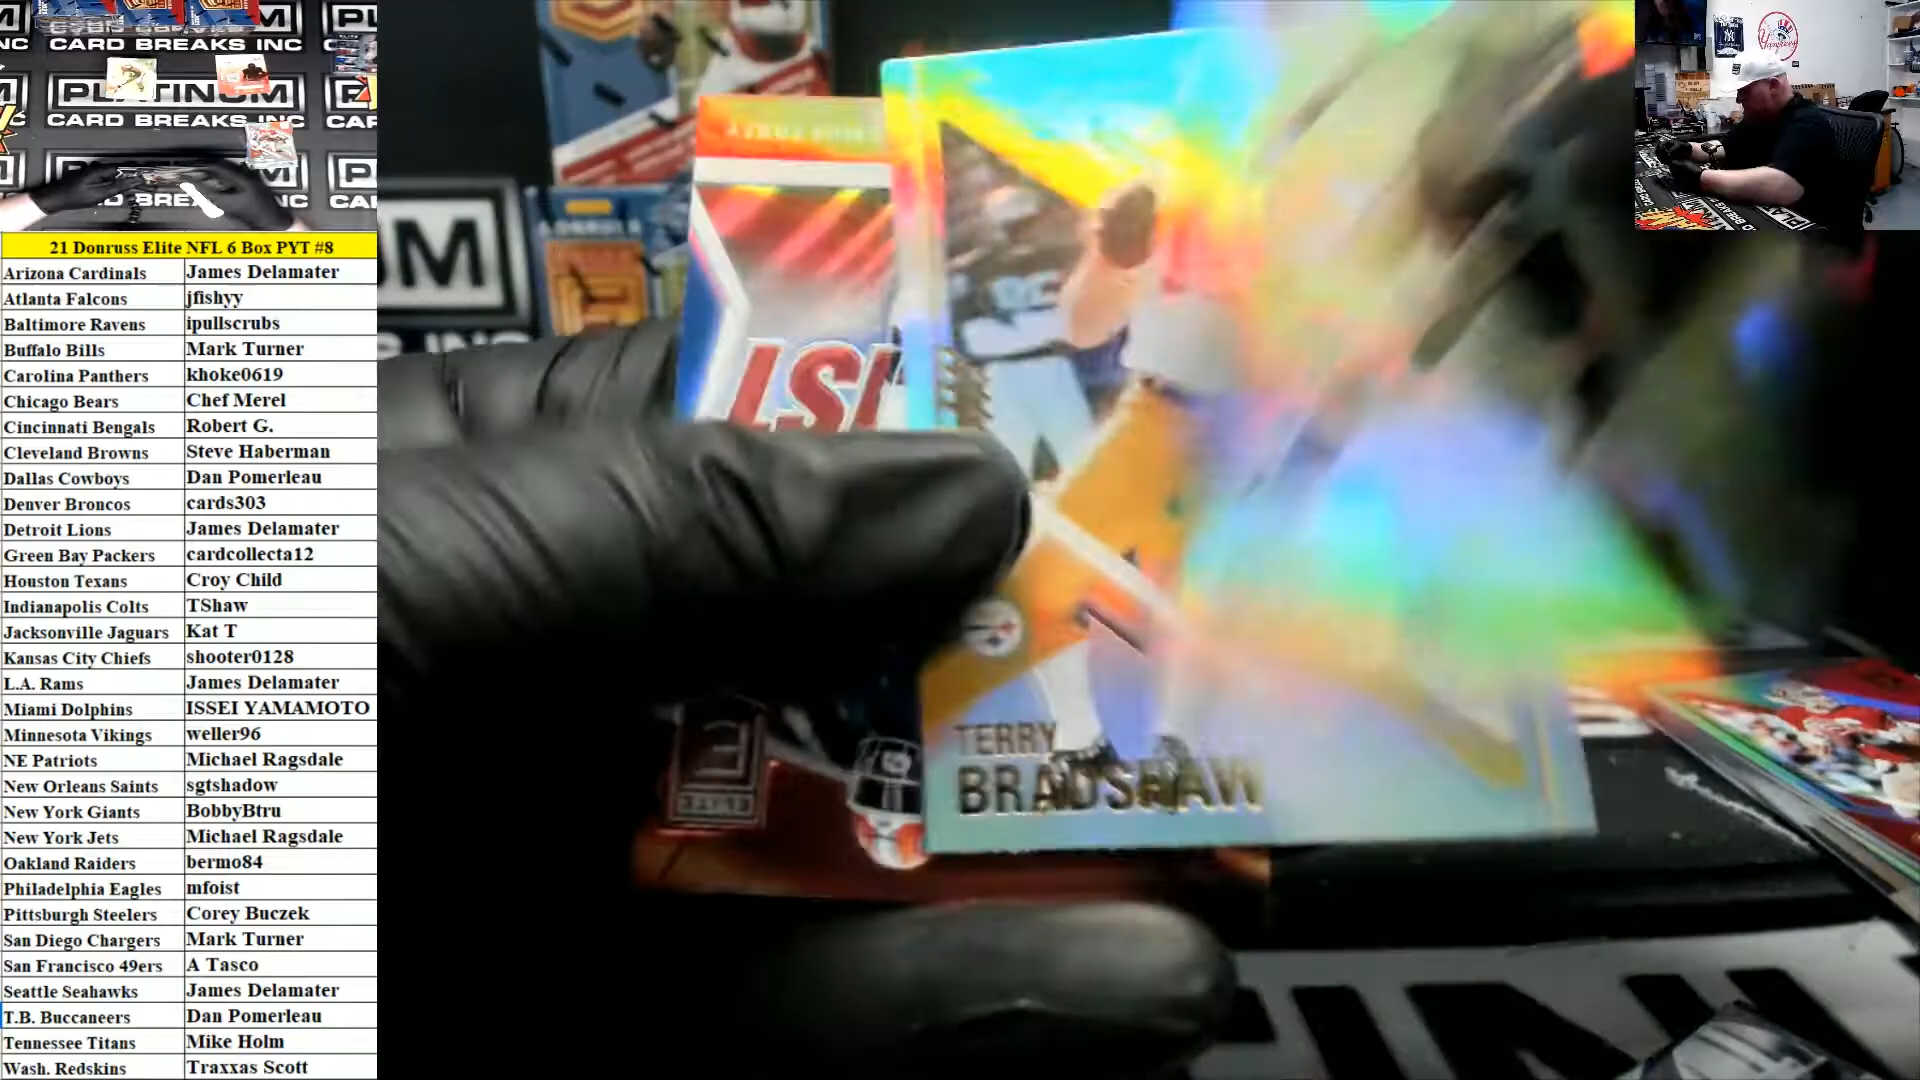 PLATINUM
CARD BREAKS INC
PLATINUM
CARD BREAKS INC
21 Donruss Elite NFL 6 Box PYT #8
Arizona Cardinals James Delamater
Atlanta Falcons jfishyy
Baltimore Ravens ipullscrubs
Buffalo Bills Mark Turner
Carolina Panthers khoke0619
Chicago Bears Chef Merel
Cincinnati Bengals Robert G.
Cleveland Browns Steve Haberman
Dallas Cowboys Dan Pomerleau
Denver Broncos cards303
Detroit Lions James Delamater
Green Bay Packers cardcollecta12
Houston Texans Croy Child
Indianapolis Colts TShaw
Jacksonville Jaguars Kat T
Kansas City Chiefs shooter0128
L.A. Rams James Delamater
Miami Dolphins ISSEI YAMAMOTO
Minnesota Vikings weller96
NE Patriots Michael Ragsdale
New Orleans Saints sgtshadow
New York Giants BobbyBtru
New York Jets Michael Ragsdale
Oakland Raiders bermo84
Philadelphia Eagles mfoist
Pittsburgh Steelers Corey Buczek
San Diego Chargers Mark Turner
San Francisco 49ers A Tasco
Seattle Seahawks James Delamater
T.B. Buccaneers Dan Pomerleau
Tennessee Titans Mike Holm
Wash. Redskins Traxxas Scott
TERRY
BRADSHAW
ELITE
Yankees